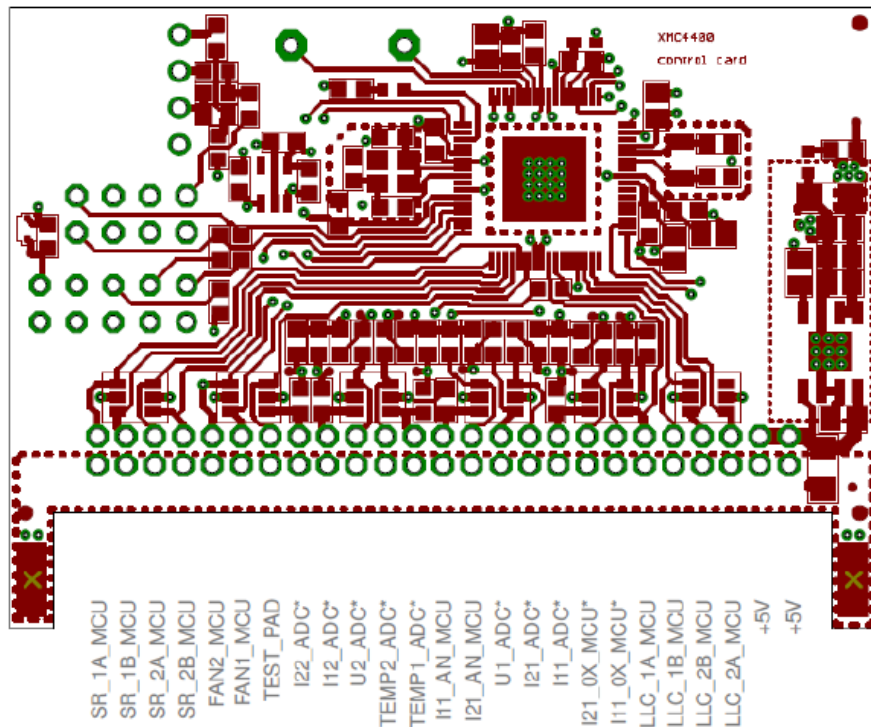 XMC4400
control card
SR_1A_MCU
SR_1B_MCU
SR_2A_MCU
SR_2B_MCU
FAN2_MCU
FAN1_MCU
TEST_PAD
I22_ADC*
I12_ADC*
U2_ADC*
TEMP2_ADC*
TEMP1_ADC*
I11_AN_MCU
I21_AN_MCU
U1_ADC*
I21_ADC*
I11_ADC*
I21_0X_MCU*
I11_0X_MCU*
LLC_1A_MCU
LLC_1B_MCU
LLC_2B_MCU
LLC_2A_MCU
+5V
+5V